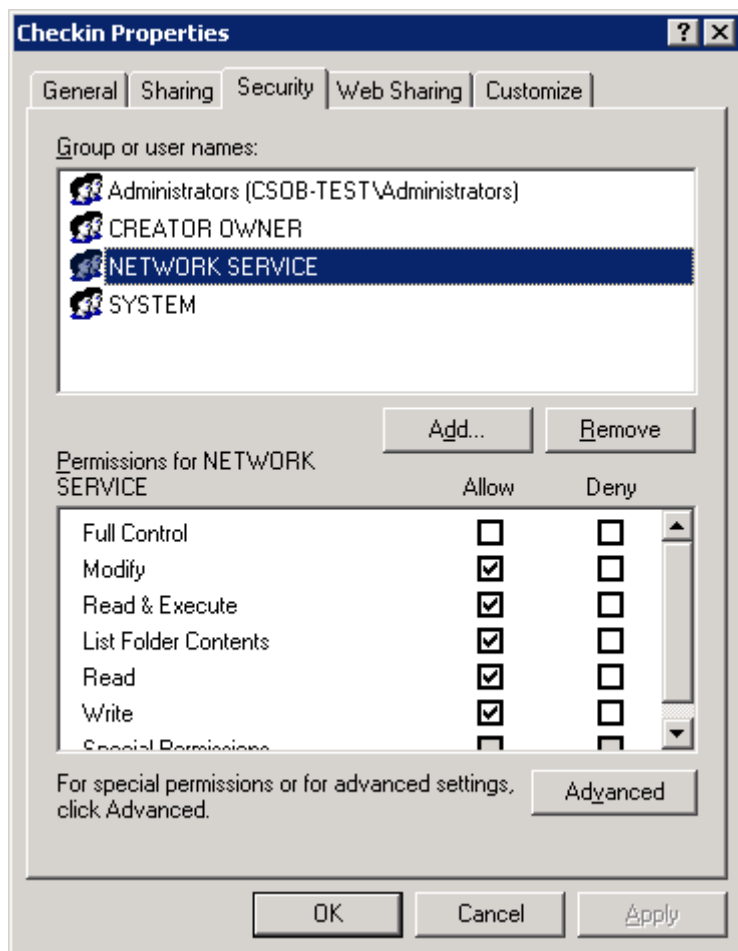 Checkin Properties
General Sharing Security Web Sharing Customize
Group or user names:
Administrators (CSOB-TEST\Administrators)
CREATOR OWNER
NETWORK SERVICE
SYSTEM
Add... Remove
Permissions for NETWORK
SERVICE Allow Deny
Full Control
Modify
Read & Execute
List Folder Contents
Read
Write
Special Permissions
For special permissions or for advanced settings,
click Advanced.
Advanced
OK Cancel Apply